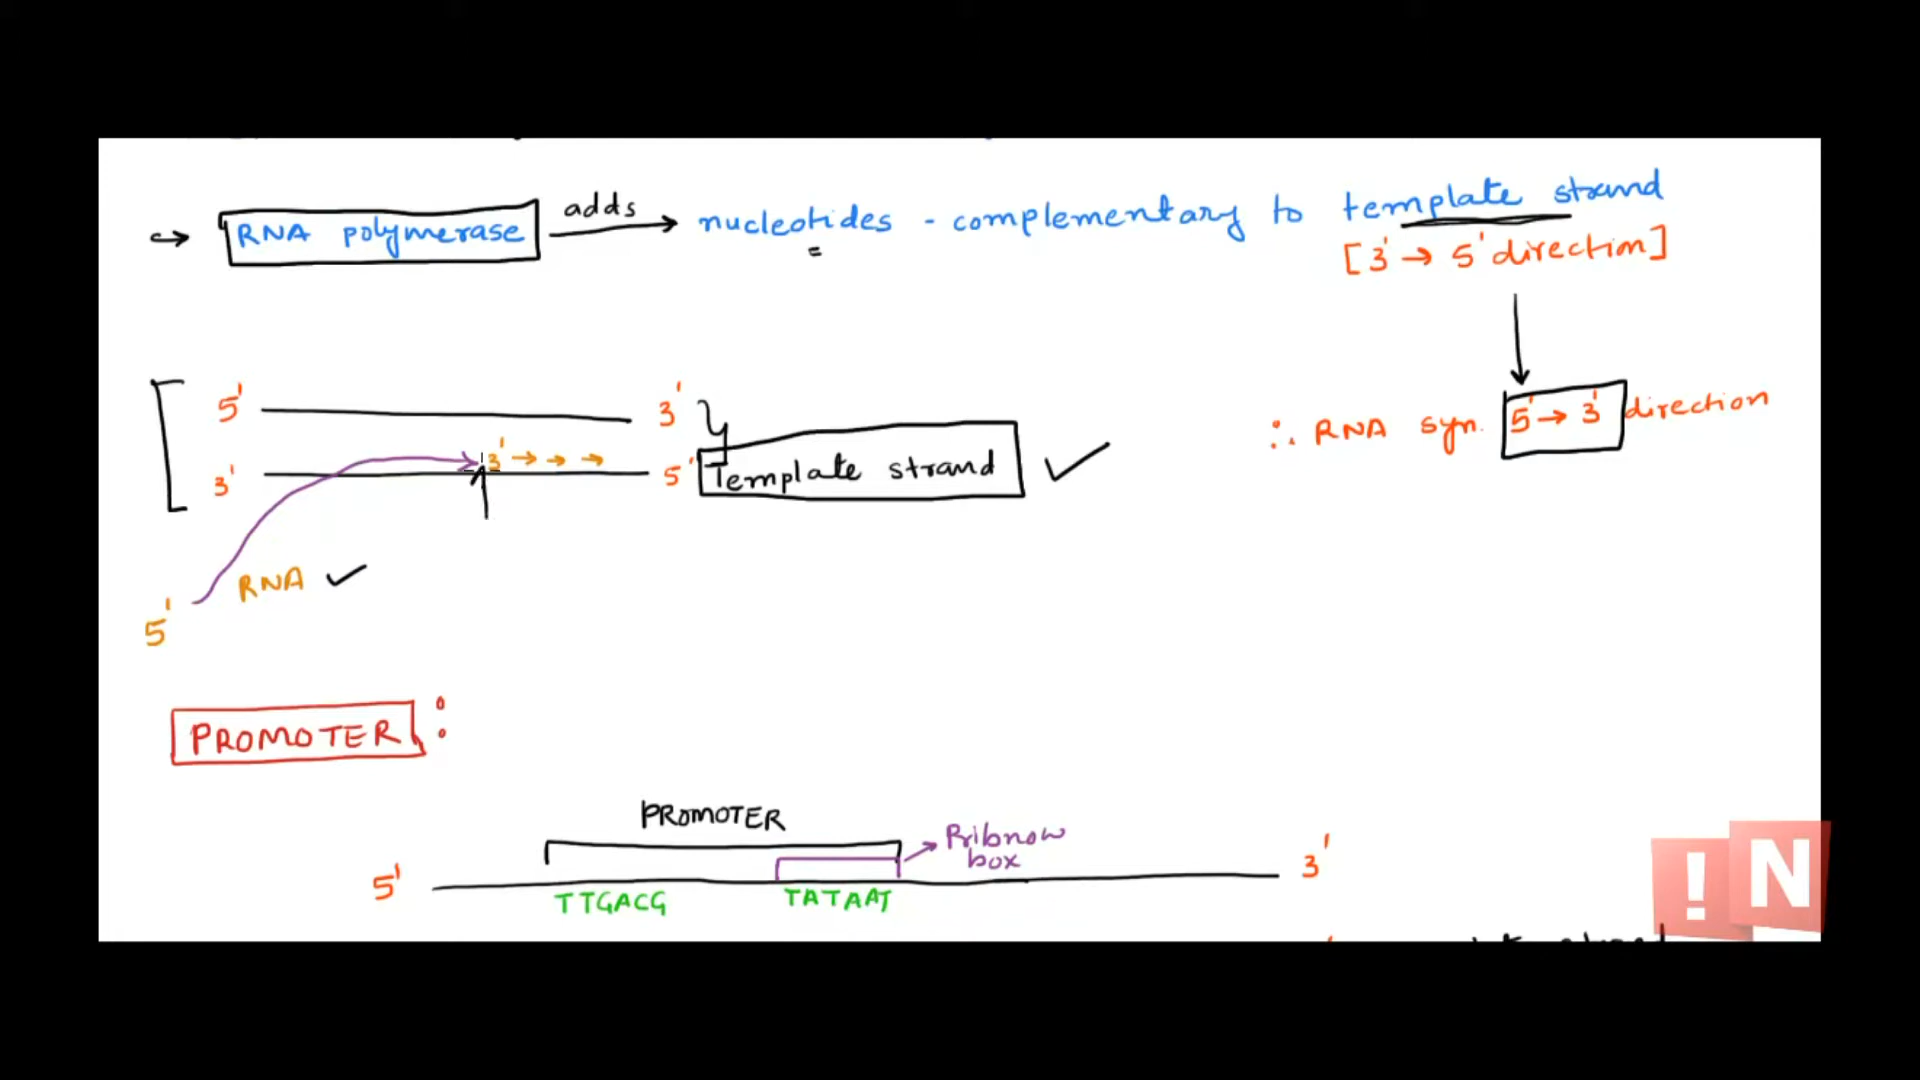 ↪ RNA polymerase adds → nucleotides - complementary to template strand
[3' → 5' direction]
5' 3'
∴ RNA syn. 5' → 3' direction
3' 3' → → → 5' Template strand ✓
RNA ✓
5'
PROMOTER :
PROMOTER
→ Pribnow
box
5' 3'
TTGACG TATAAT
! N